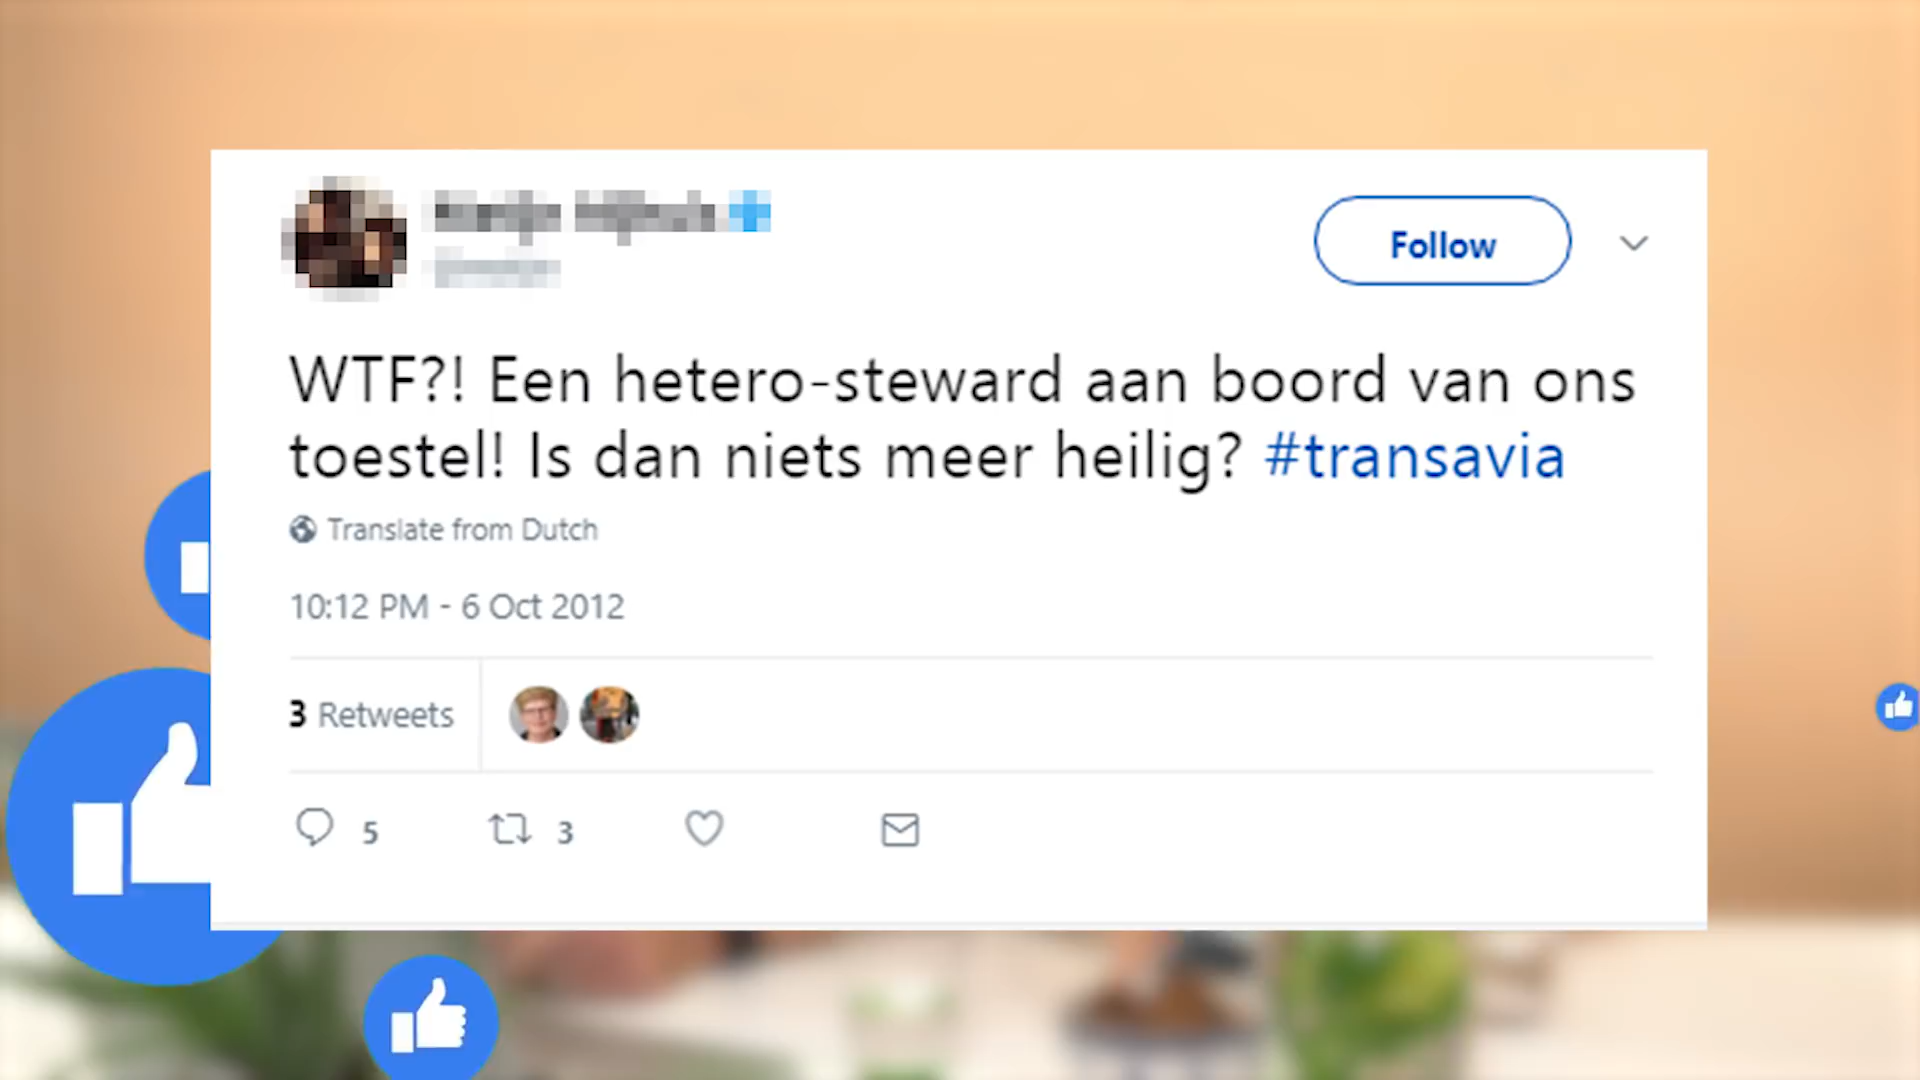 Follow
WTF?! Een hetero-steward aan boord van ons
toestel! Is dan niets meer heilig? #transavia
Translate from Dutch
10:12 PM - 6 Oct 2012
3 Retweets
5 3